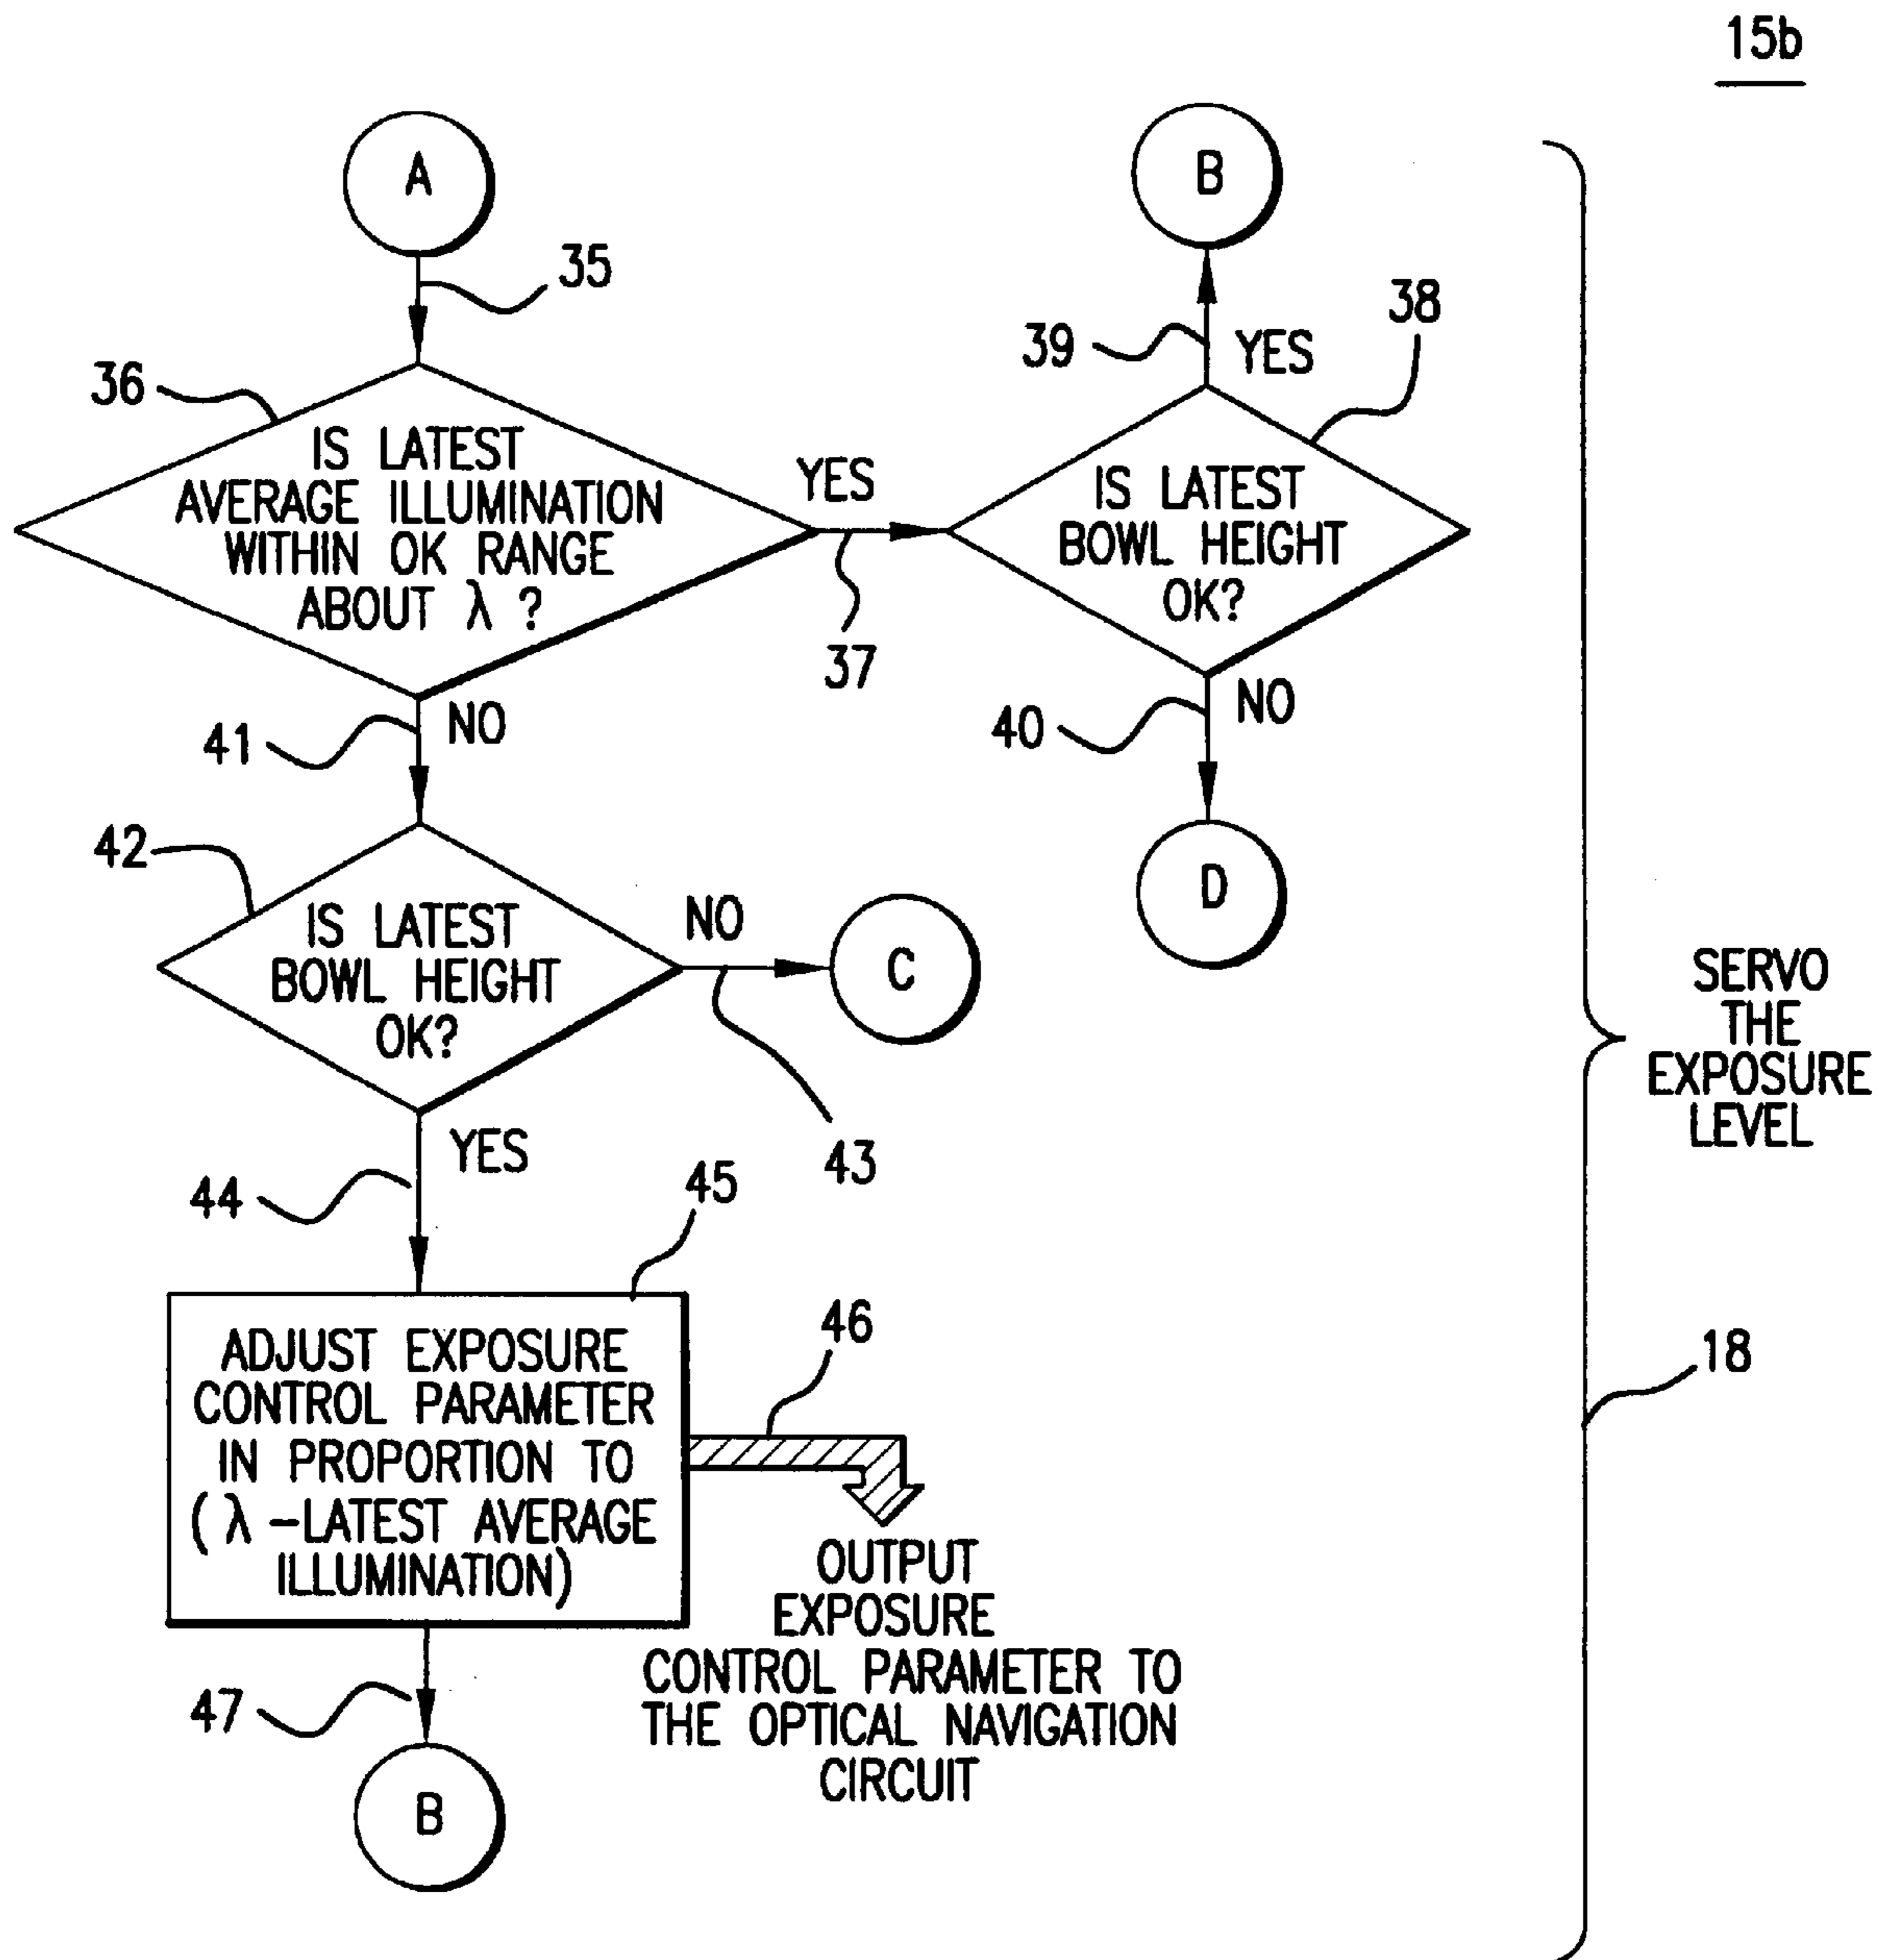 15b
A
B
35
36
IS LATEST
AVERAGE ILLUMINATION
WITHIN OK RANGE
ABOUT λ ?
YES
37
38
39
YES
IS LATEST
BOWL HEIGHT
OK?
40
NO
D
41
NO
42
IS LATEST
BOWL HEIGHT
OK?
NO
C
43
YES
44
45
ADJUST EXPOSURE
CONTROL PARAMETER
IN PROPORTION TO
(λ -LATEST AVERAGE
ILLUMINATION)
46
OUTPUT
EXPOSURE
CONTROL PARAMETER TO
THE OPTICAL NAVIGATION
CIRCUIT
47
B
SERVO
THE
EXPOSURE
LEVEL
18